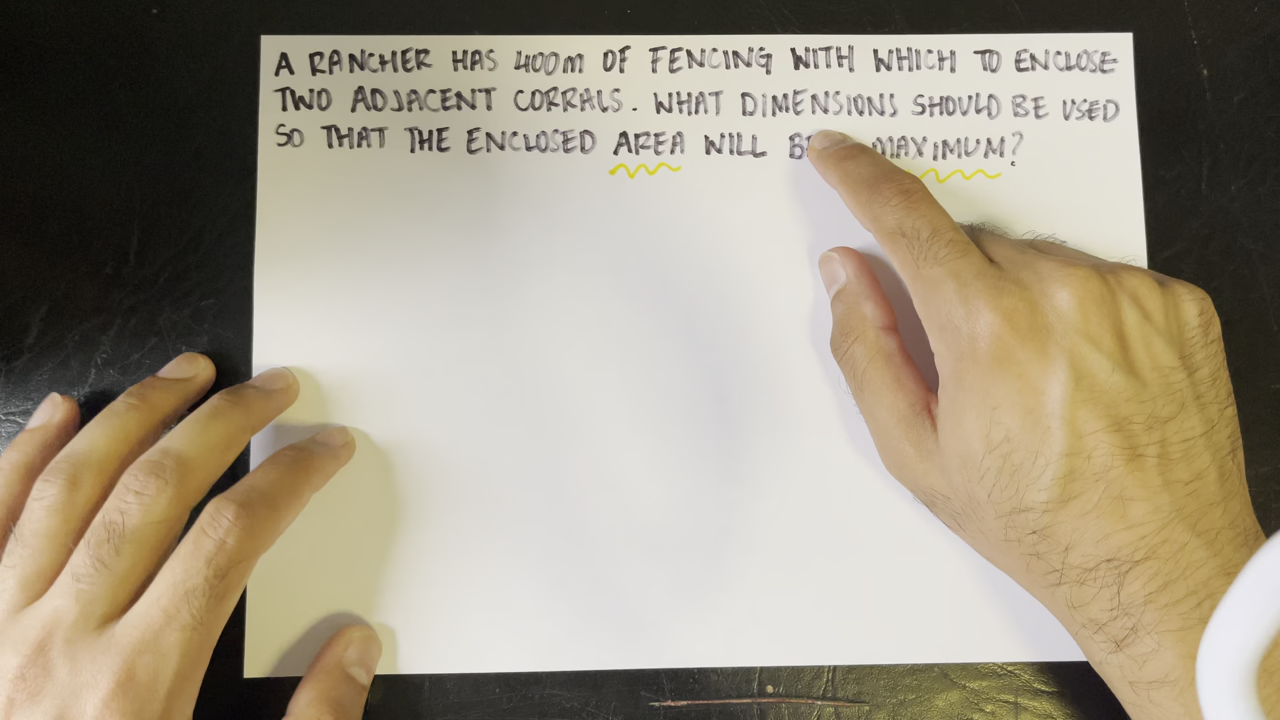 A RANCHER HAS 400m OF FENCING WITH WHICH TO ENCLOSE
TWO ADJACENT CORRALS. WHAT DIMENSIONS SHOULD BE USED
SO THAT THE ENCLOSED AREA WILL MAXIMUM?